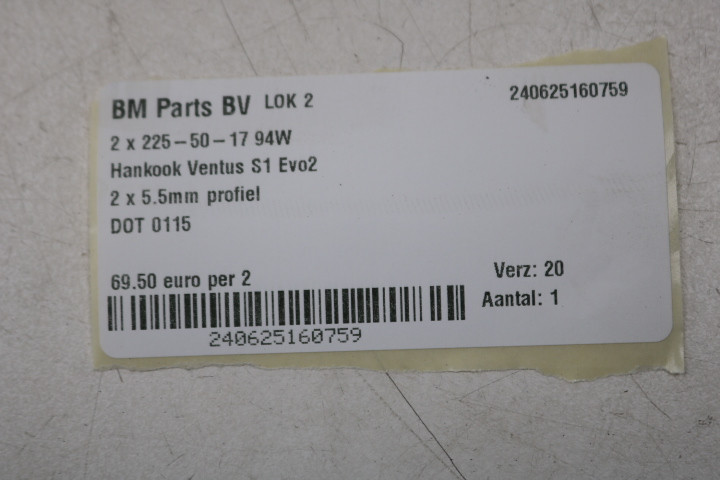 BM Parts BV LOK 2 240625160759
2 x 225-50-17 94W
Hankook Ventus S1 Evo2
2 x 5.5mm profiel
DOT 0115
69.50 euro per 2 Verz: 20
Aantal: 1
240625160759